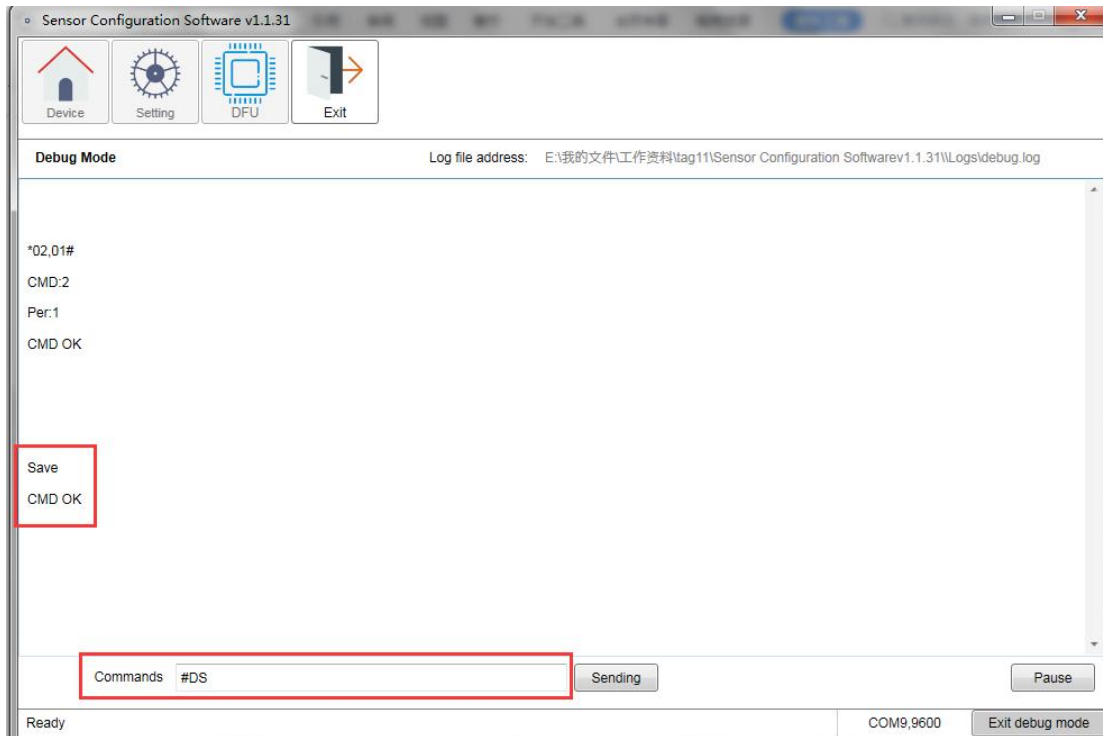 Sensor Configuration Software v1.1.31
Device Setting DFU Exit
Debug Mode Log file address: E:\我的文件\工作资料\tag11\Sensor Configuration Softwarev1.1.31\\Logs\debug.log
*02,01#
CMD:2
Per:1
CMD OK
Save
CMD OK
Commands #DS Sending Pause
Ready COM9,9600 Exit debug mode